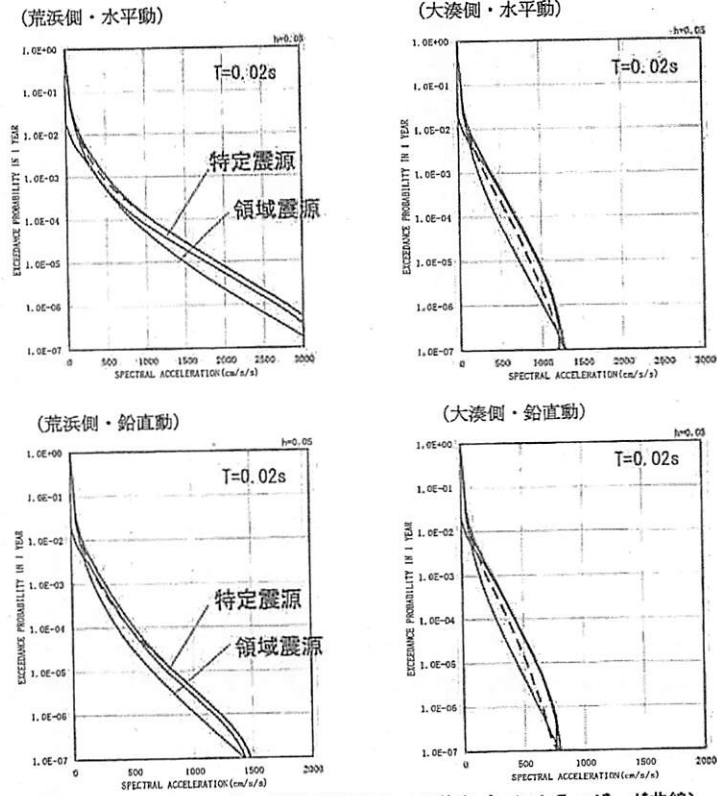 (荒浜側・水平動)
h=0.05
T=0.02s
特定震源
領域震源
EXCEEDANCE PROBABILITY IN 1 YEAR
1.0E+00
1.0E-01
1.0E-02
1.0E-03
1.0E-04
1.0E-05
1.0E-06
1.0E-07
0 500 1000 1500 2000 2500 3000
SPECTRAL ACCELERATION(cm/s/s)
(大湊側・水平動)
h=0.05
T=0.02s
EXCEEDANCE PROBABILITY IN 1 YEAR
1.0E+00
1.0E-01
1.0E-02
1.0E-03
1.0E-04
1.0E-05
1.0E-06
1.0E-07
0 500 1000 1500 2000 2500 3000
SPECTRAL ACCELERATION(cm/s/s)
(荒浜側・鉛直動)
h=0.05
T=0.02s
特定震源
領域震源
EXCEEDANCE PROBABILITY IN 1 YEAR
1.0E+00
1.0E-01
1.0E-02
1.0E-03
1.0E-04
1.0E-05
1.0E-06
1.0E-07
0 500 1000 1500 2000
SPECTRAL ACCELERATION(cm/s/s)
(大湊側・鉛直動)
h=0.05
T=0.02s
EXCEEDANCE PROBABILITY IN 1 YEAR
1.0E+00
1.0E-01
1.0E-02
1.0E-03
1.0E-04
1.0E-05
1.0E-06
1.0E-07
0 500 1000 1500 2000
SPECTRAL ACCELERATION(cm/s/s)